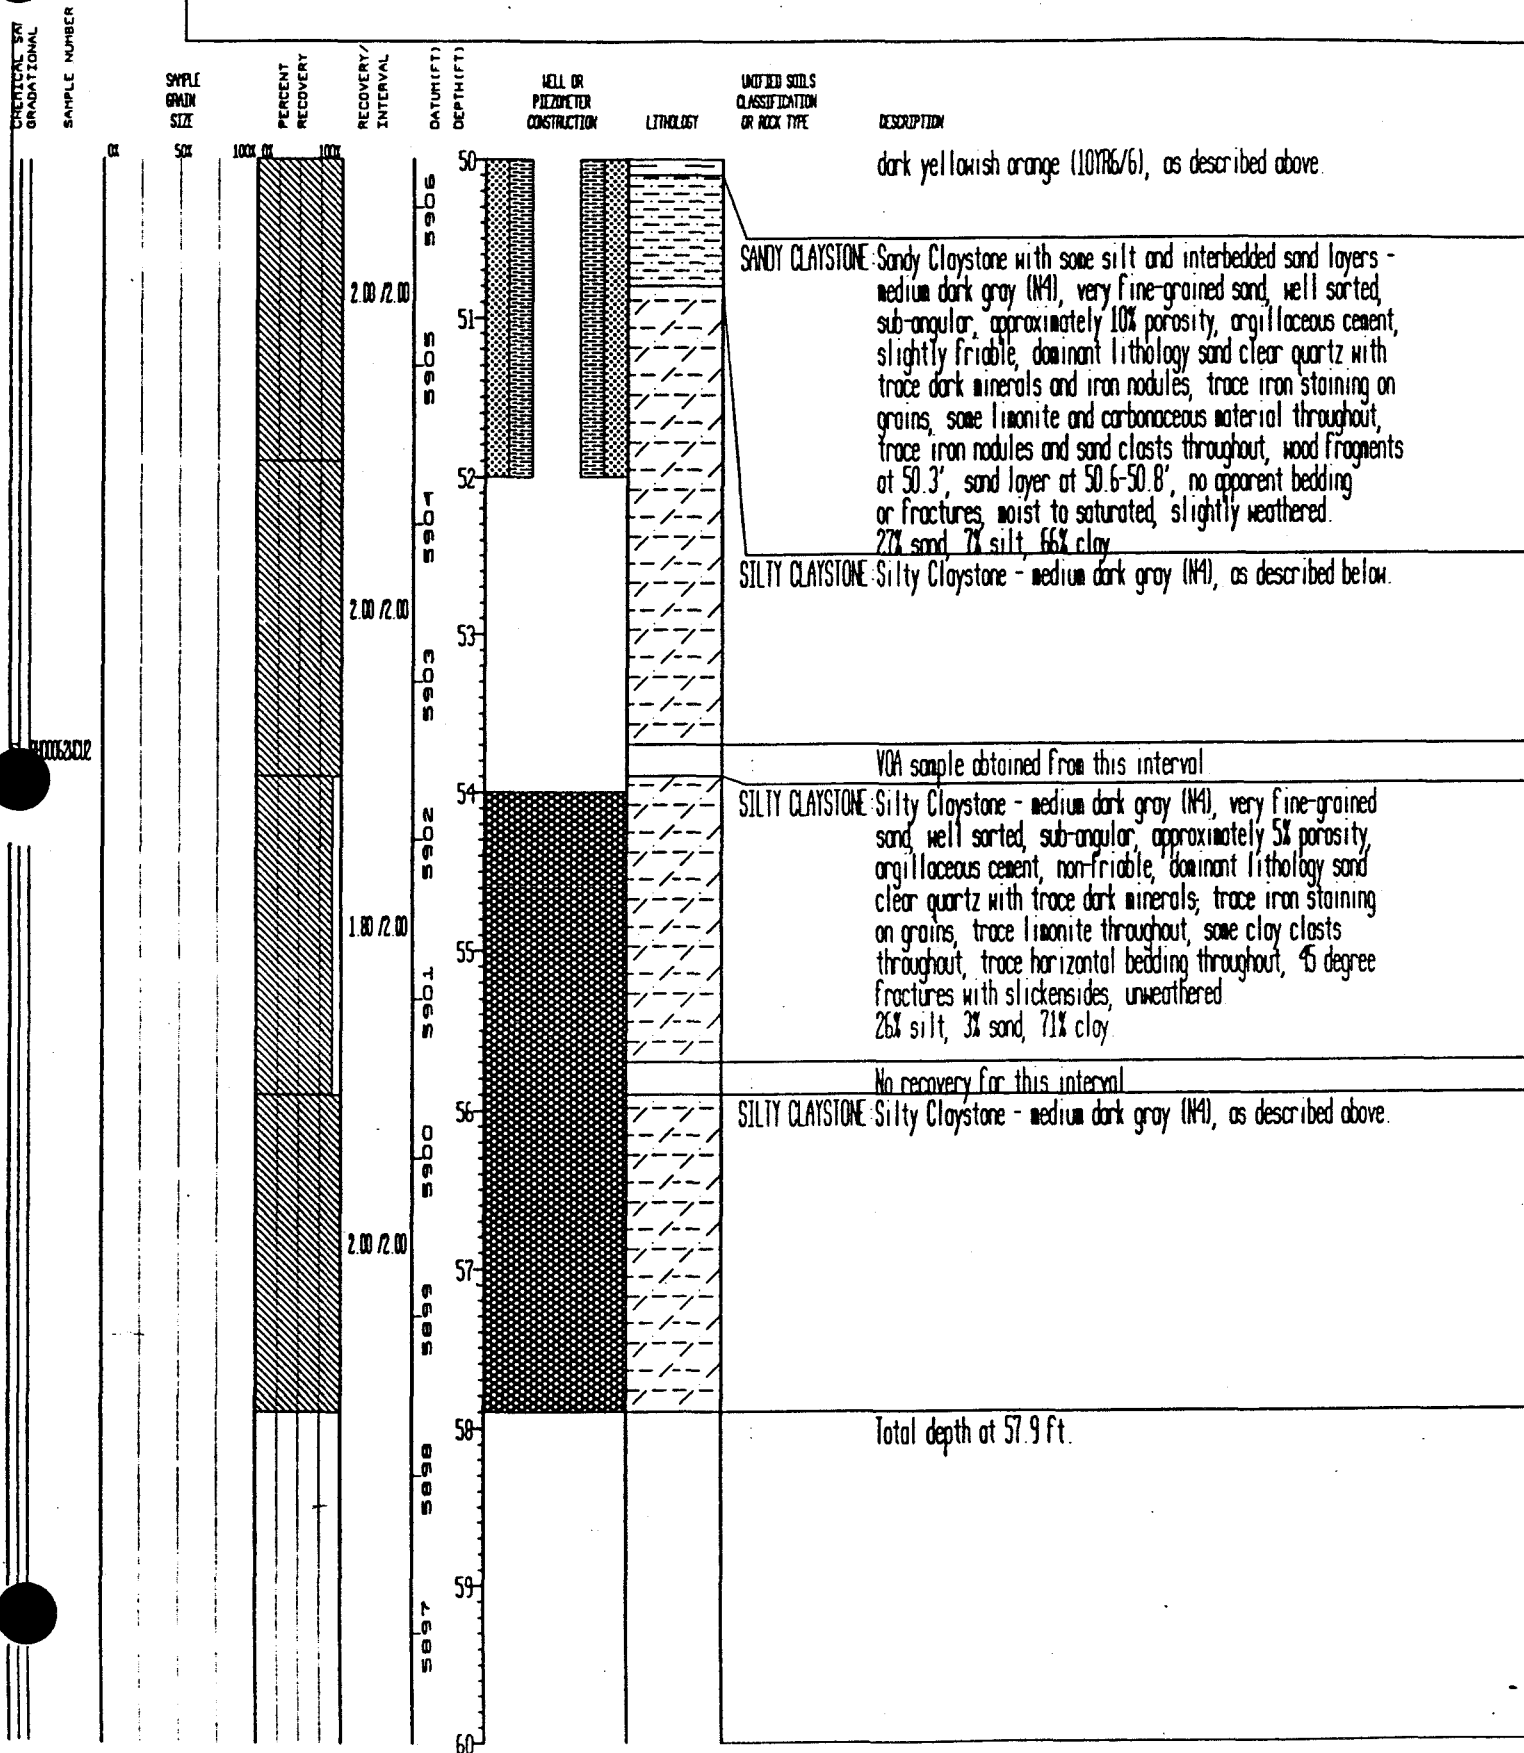 CHEMICAL SAT
GRADATIONAL
SAMPLE NUMBER
SAMPLE
GRAIN
SIZE
PERCENT
RECOVERY
RECOVERY/
INTERVAL
DATUM(FT)
DEPTH(FT)
WELL OR
PIEZOMETER
CONSTRUCTION
LITHOLOGY
UNIFIED SOILS
CLASSIFICATION
OR ROCK TYPE
DESCRIPTION
0% 50% 100% 0% 100%
50
dark yellowish orange (10YR6/6), as described above.
5906
SANDY CLAYSTONE Sandy Claystone with some silt and interbedded sand layers -
medium dark gray (N4), very fine-grained sand, well sorted,
2.00 /2.00
51
sub-angular, approximately 10% porosity, argillaceous cement,
slightly friable, dominant lithology sand clear quartz with
5905
trace dark minerals and iron nodules, trace iron staining on
grains, some limonite and carbonaceous material throughout,
trace iron nodules and sand clasts throughout, wood fragments
52
at 50.3', sand layer at 50.6-50.8', no apparent bedding
or fractures, moist to saturated, slightly weathered.
5904
27% sand, 7% silt, 66% clay
SILTY CLAYSTONE Silty Claystone - medium dark gray (N4), as described below.
2.00 /2.00
53
5903
VOA sample obtained from this interval
54
SILTY CLAYSTONE Silty Claystone - medium dark gray (N4), very fine-grained
sand, well sorted, sub-angular, approximately 5% porosity,
5902
argillaceous cement, non-friable, dominant lithology sand
clear quartz with trace dark minerals, trace iron staining
1.80 /2.00
on grains, trace limonite throughout, some clay clasts
55
throughout, trace horizontal bedding throughout, 45 degree
fractures with slickensides, unweathered
5901
26% silt, 3% sand, 71% clay
No recovery for this interval
56
SILTY CLAYSTONE Silty Claystone - medium dark gray (N4), as described above.
5900
2.00 /2.00
57
5899
58
Total depth at 57.9 ft.
5898
59
5897
60